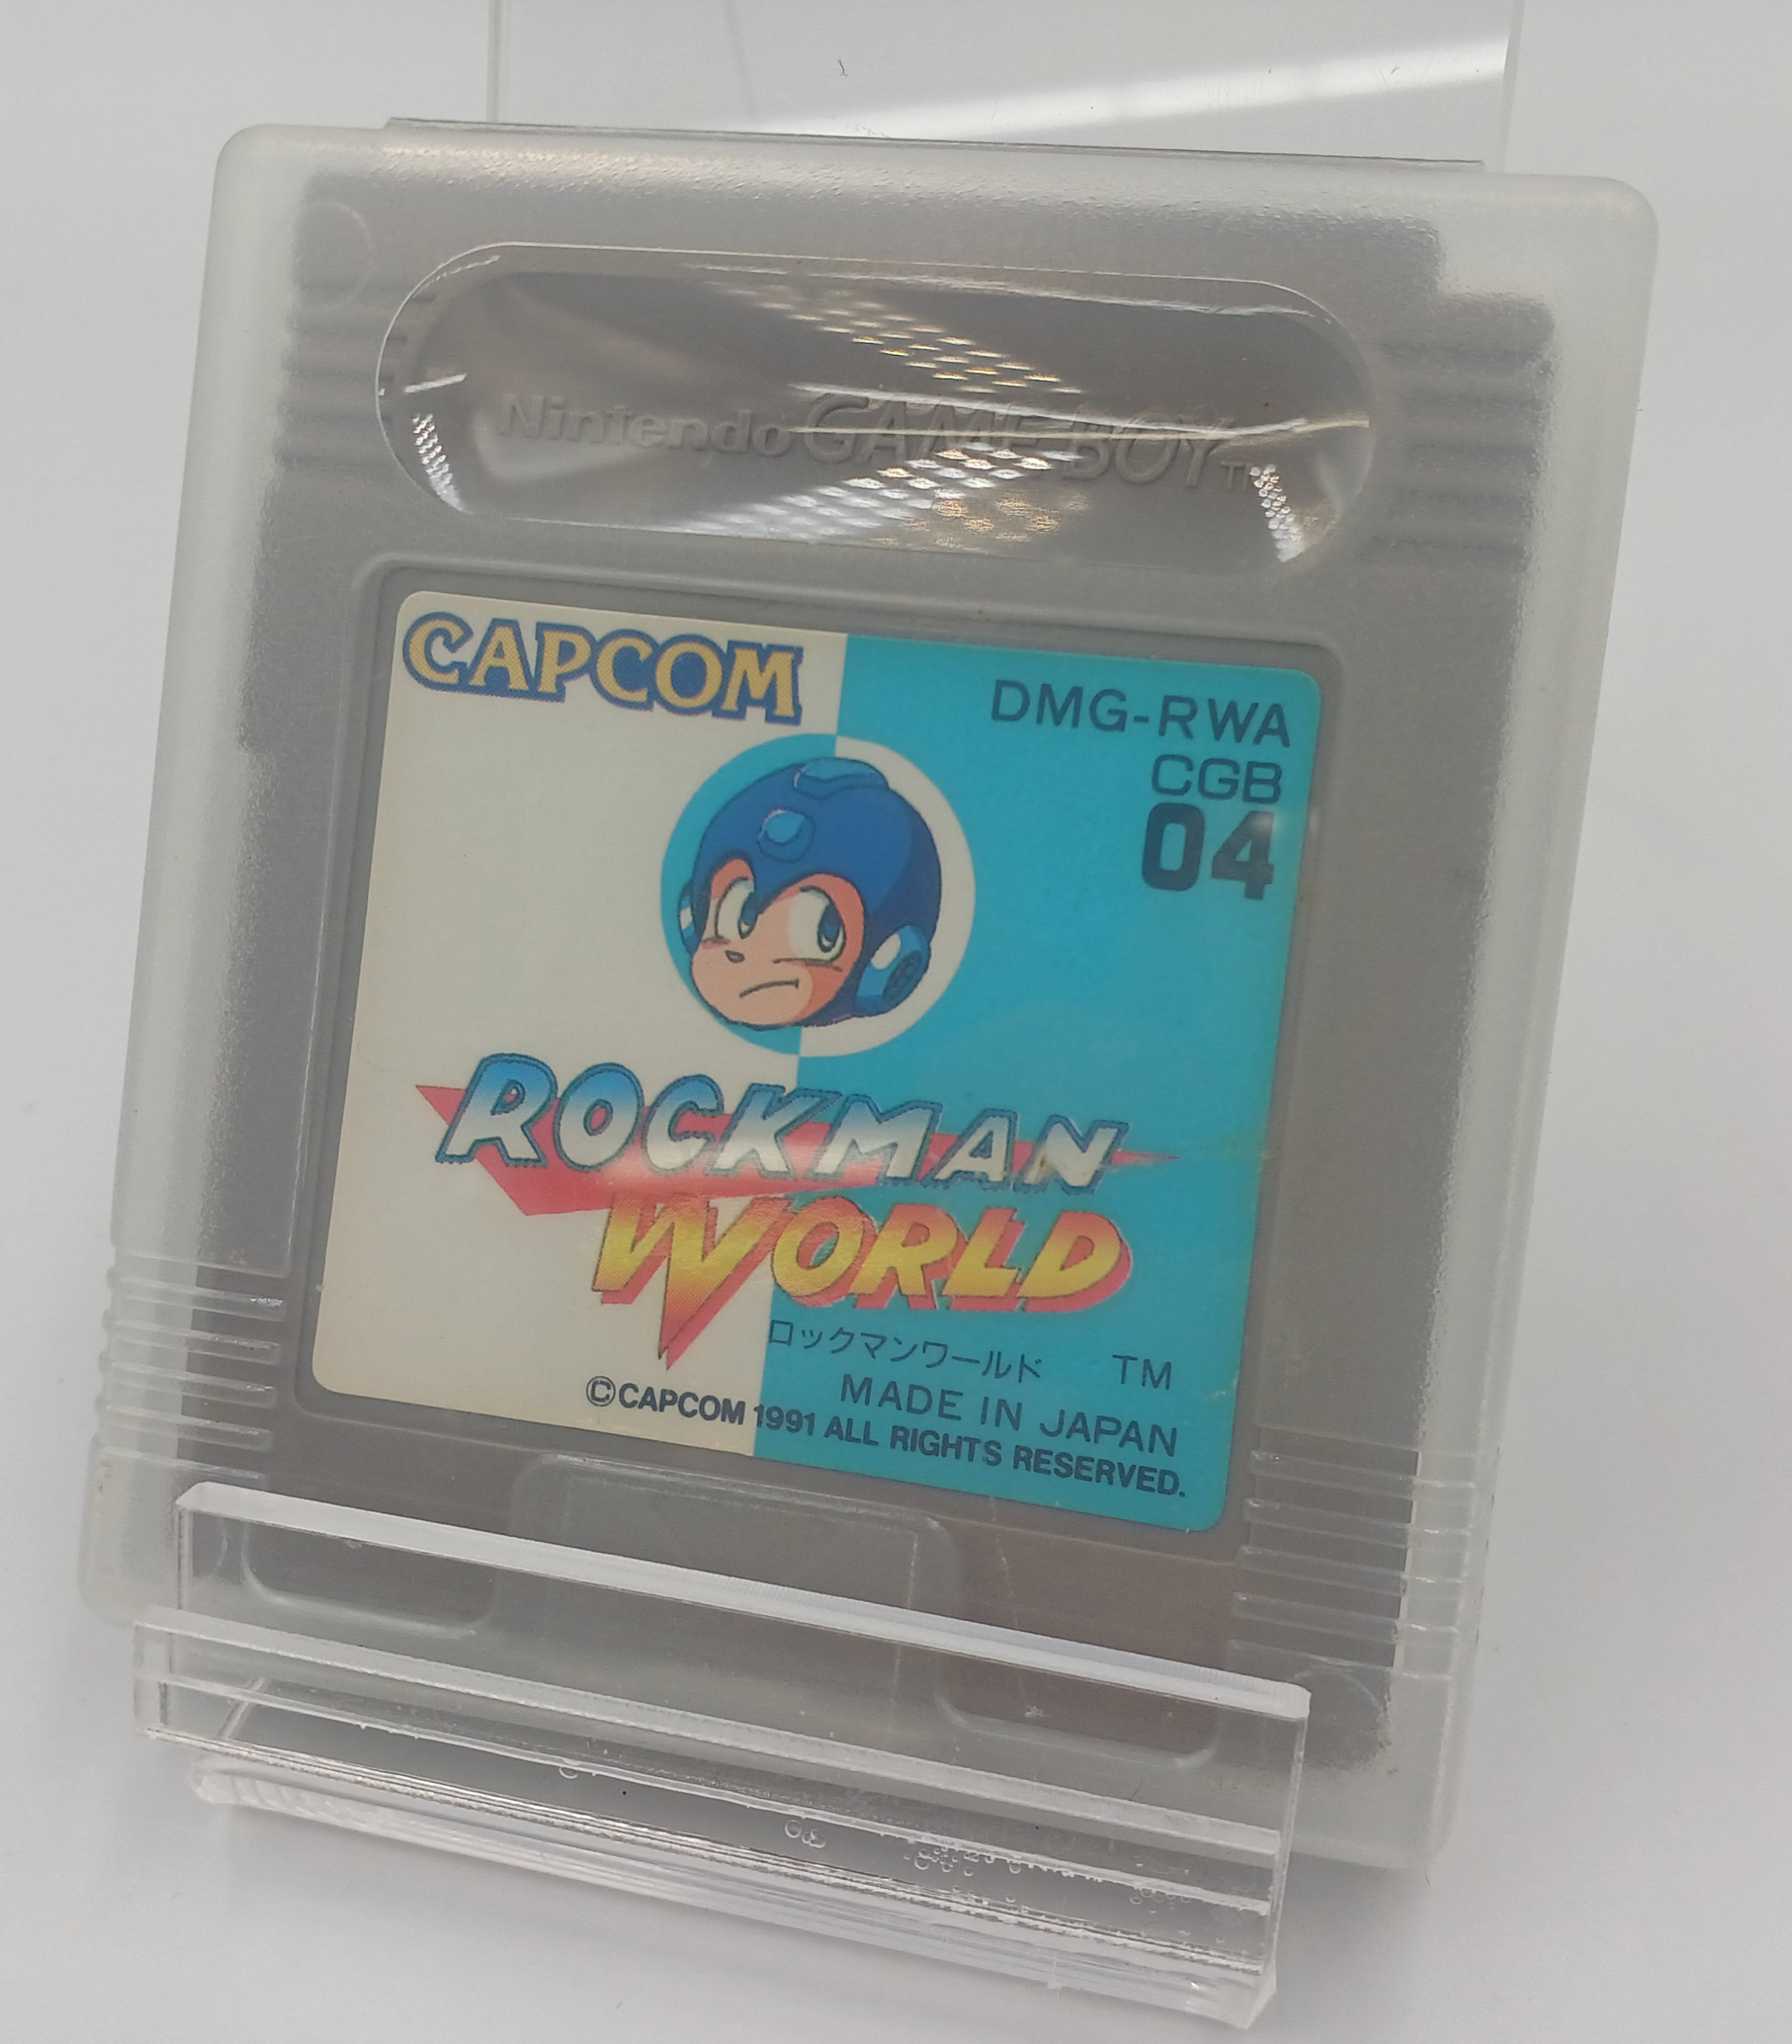 Nintendo GAME BOY TM
CAPCOM
DMG-RWA
CGB
04
ROCKMAN
WORLD
ロックマンワールド TM
MADE IN JAPAN
©CAPCOM 1991 ALL RIGHTS RESERVED.